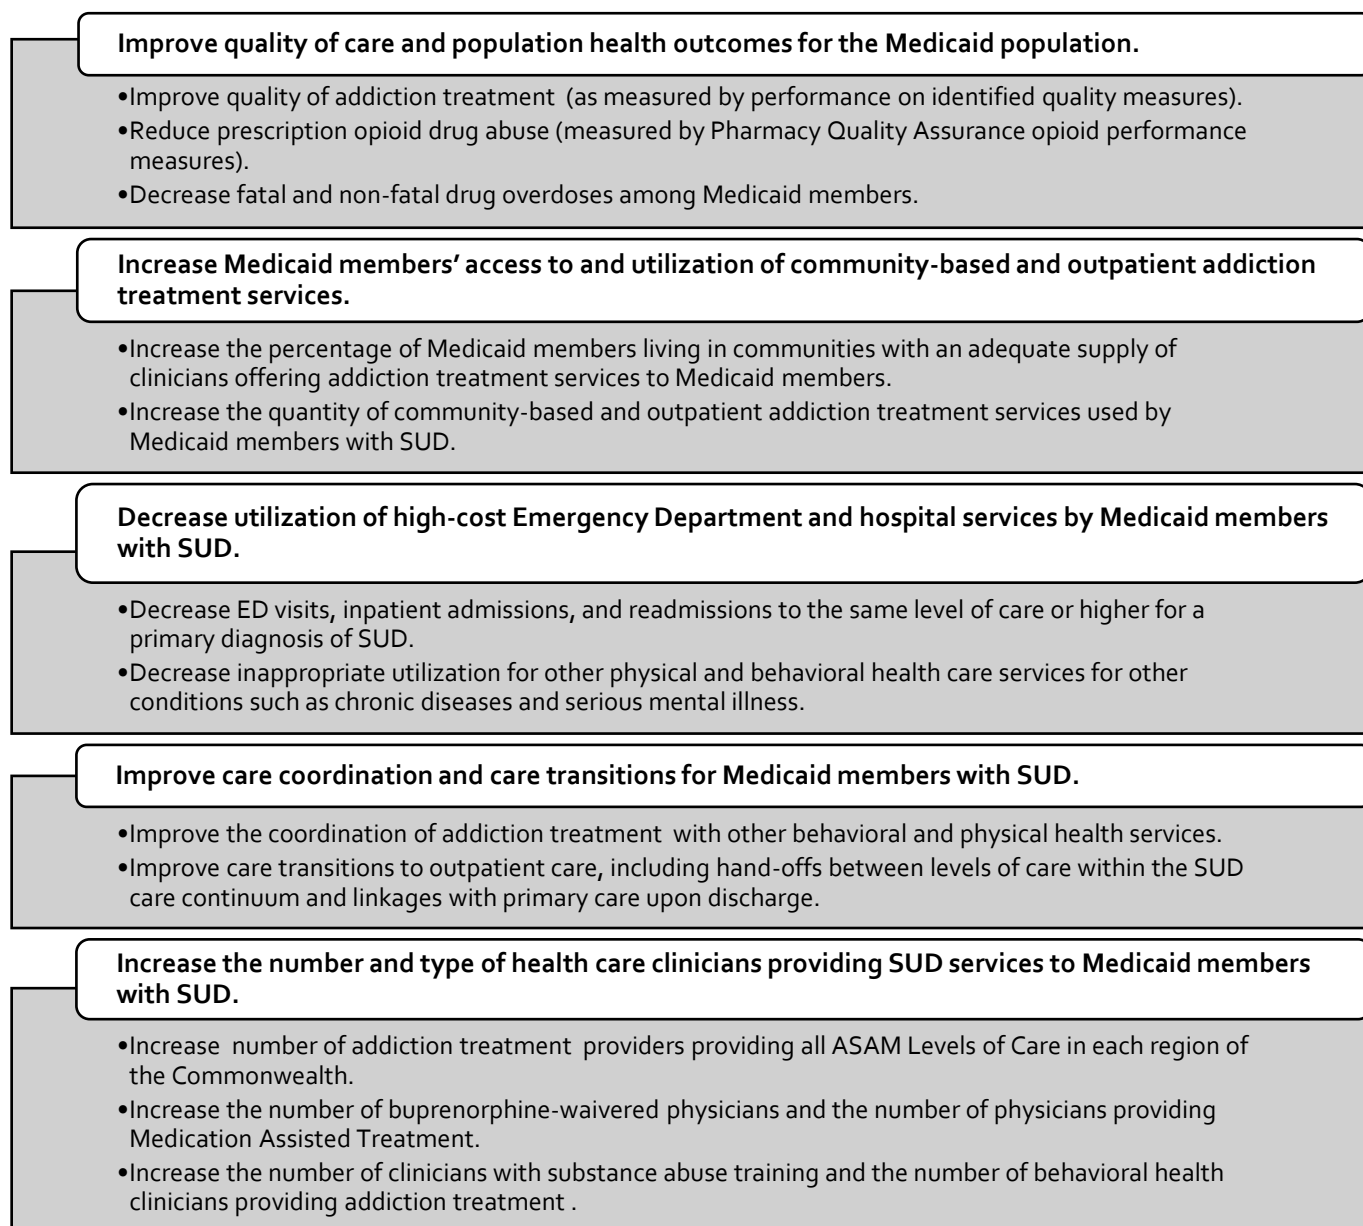 Improve quality of care and population health outcomes for the Medicaid population.
•Improve quality of addiction treatment (as measured by performance on identified quality measures).
•Reduce prescription opioid drug abuse (measured by Pharmacy Quality Assurance opioid performance
measures).
•Decrease fatal and non-fatal drug overdoses among Medicaid members.
Increase Medicaid members’ access to and utilization of community-based and outpatient addiction
treatment services.
•Increase the percentage of Medicaid members living in communities with an adequate supply of
clinicians offering addiction treatment services to Medicaid members.
•Increase the quantity of community-based and outpatient addiction treatment services used by
Medicaid members with SUD.
Decrease utilization of high-cost Emergency Department and hospital services by Medicaid members
with SUD.
•Decrease ED visits, inpatient admissions, and readmissions to the same level of care or higher for a
primary diagnosis of SUD.
•Decrease inappropriate utilization for other physical and behavioral health care services for other
conditions such as chronic diseases and serious mental illness.
Improve care coordination and care transitions for Medicaid members with SUD.
•Improve the coordination of addiction treatment with other behavioral and physical health services.
•Improve care transitions to outpatient care, including hand-offs between levels of care within the SUD
care continuum and linkages with primary care upon discharge.
Increase the number and type of health care clinicians providing SUD services to Medicaid members
with SUD.
•Increase number of addiction treatment providers providing all ASAM Levels of Care in each region of
the Commonwealth.
•Increase the number of buprenorphine-waivered physicians and the number of physicians providing
Medication Assisted Treatment.
•Increase the number of clinicians with substance abuse training and the number of behavioral health
clinicians providing addiction treatment .